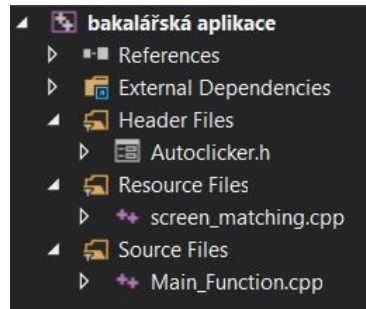 bakalářská aplikace
References
External Dependencies
Header Files
Autoclicker.h
Resource Files
screen_matching.cpp
Source Files
Main_Function.cpp